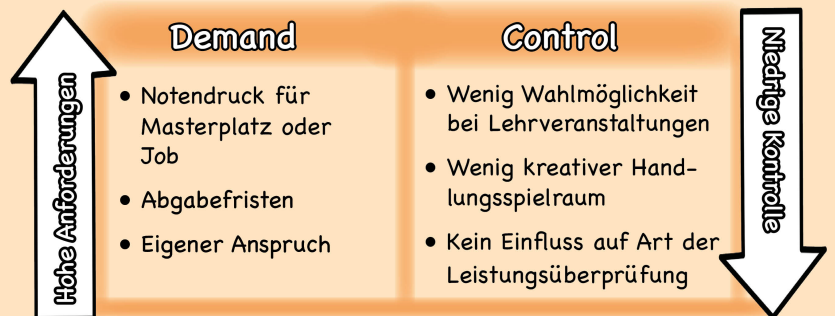 Demand
Control
Hohe Anforderungen
• Notendruck für
Masterplatz oder
Job
• Abgabefristen
• Eigener Anspruch
• Wenig Wahlmöglichkeit
bei Lehrveranstaltungen
• Wenig kreativer Hand-
lungsspielraum
• Kein Einfluss auf Art der
Leistungsüberprüfung
Niedrige Kontrolle